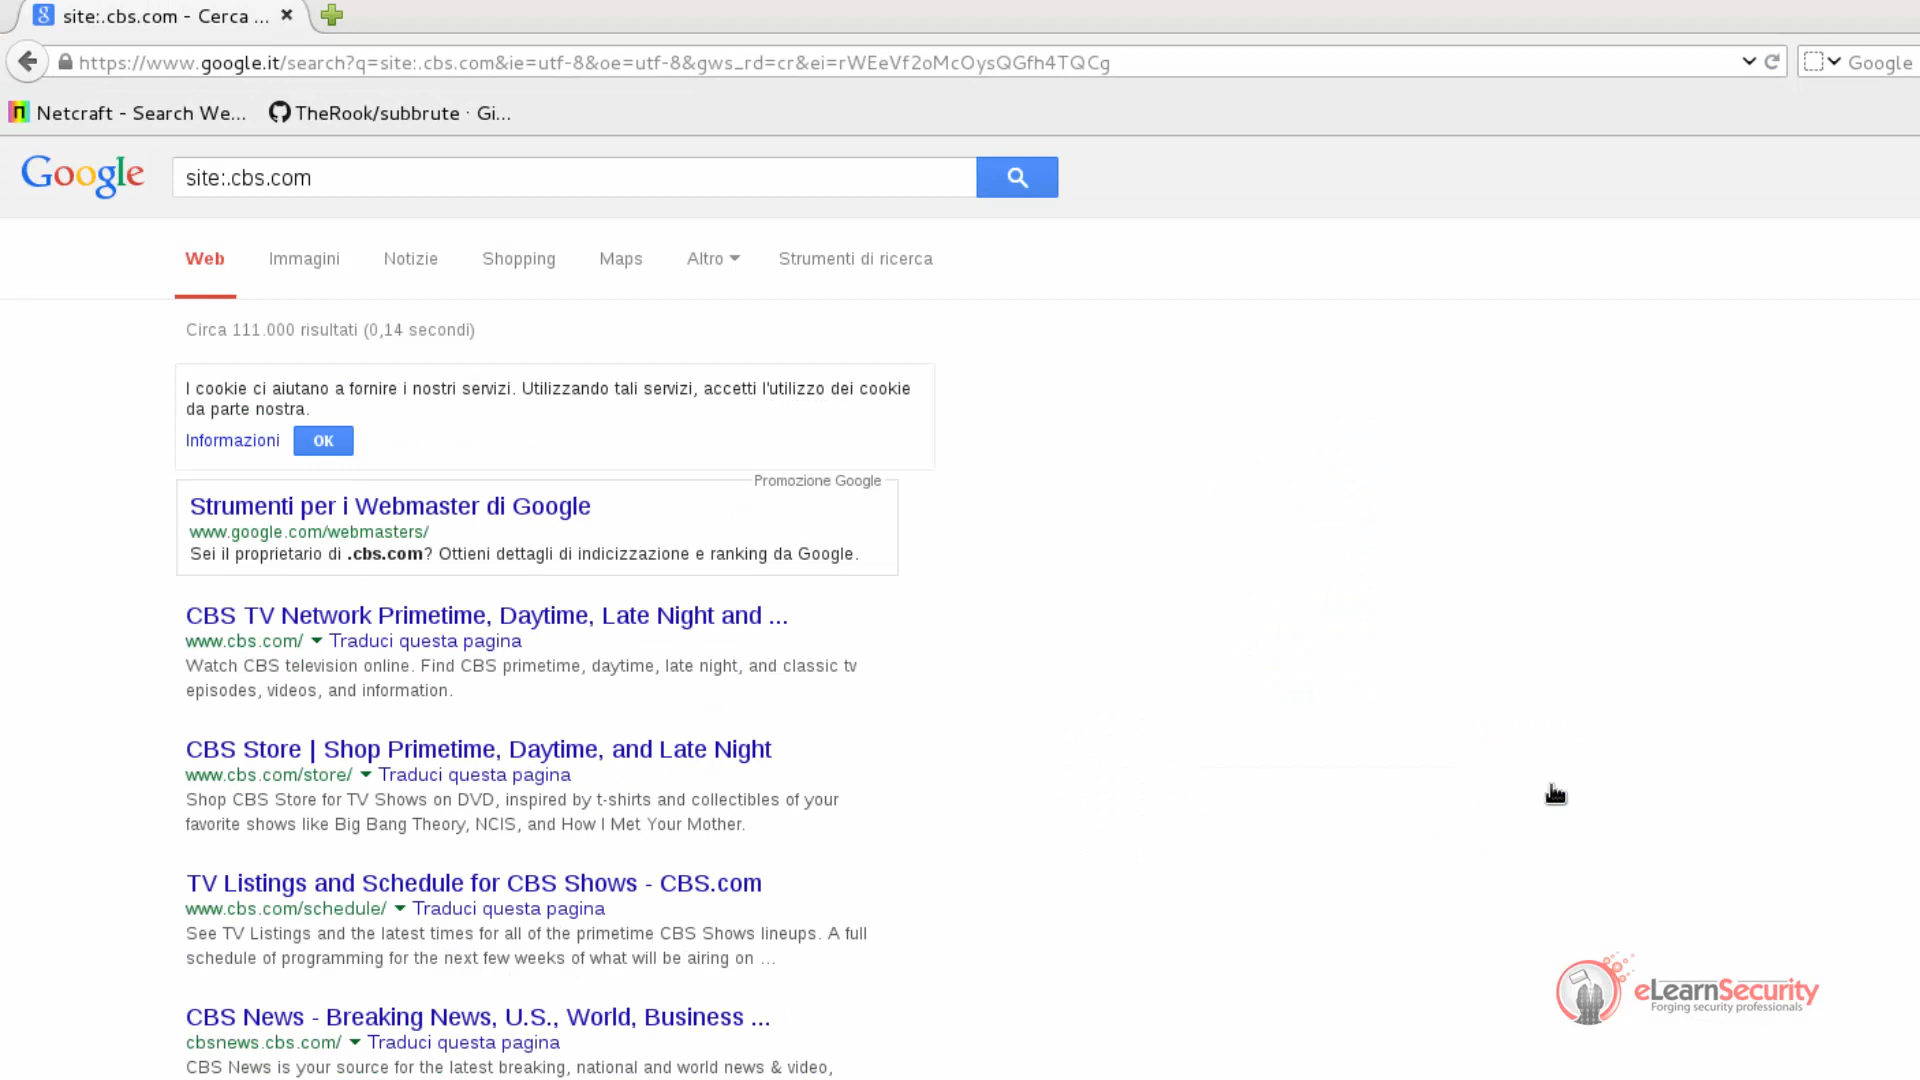 site:.cbs.com - Cerca ...
https://www.google.it/search?q=site:.cbs.com&ie=utf-8&oe=utf-8&gws_rd=cr&ei=rWEeVf2oMcOysQGfh4TQCg
Google
Netcraft - Search We... TheRook/subbrute · Gi...
Google site:.cbs.com
Web Immagini Notizie Shopping Maps Altro Strumenti di ricerca
Circa 111.000 risultati (0,14 secondi)
I cookie ci aiutano a fornire i nostri servizi. Utilizzando tali servizi, accetti l'utilizzo dei cookie
da parte nostra.
Informazioni OK
Promozione Google
Strumenti per i Webmaster di Google
www.google.com/webmasters/
Sei il proprietario di .cbs.com? Ottieni dettagli di indicizzazione e ranking da Google.
CBS TV Network Primetime, Daytime, Late Night and ...
www.cbs.com/ Traduci questa pagina
Watch CBS television online. Find CBS primetime, daytime, late night, and classic tv
episodes, videos, and information.
CBS Store | Shop Primetime, Daytime, and Late Night
www.cbs.com/store/ Traduci questa pagina
Shop CBS Store for TV Shows on DVD, inspired by t-shirts and collectibles of your
favorite shows like Big Bang Theory, NCIS, and How I Met Your Mother.
TV Listings and Schedule for CBS Shows - CBS.com
www.cbs.com/schedule/ Traduci questa pagina
See TV Listings and the latest times for all of the primetime CBS Shows lineups. A full
schedule of programming for the next few weeks of what will be airing on ...
CBS News - Breaking News, U.S., World, Business ...
cbsnews.cbs.com/ Traduci questa pagina
CBS News is your source for the latest breaking, national and world news & video,
eLearnSecurity
Forging security professionals